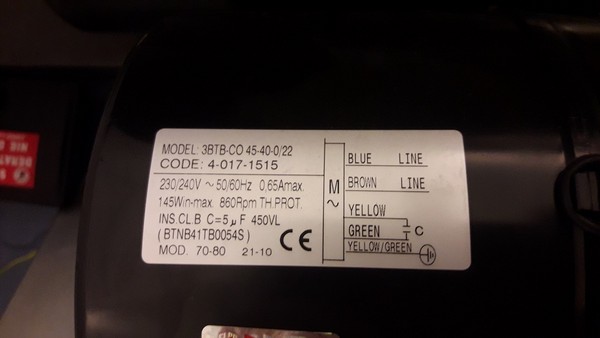 MODEL: 3BTB-CO 45-40-0/22
CODE: 4-017-1515
230/240V ~ 50/60Hz 0,65Amax.
145Win-max. 860Rpm TH.PROT.
INS.CL.B C=5μF 450VL
(BTNB41TB0054S) CE
MOD. 70-80 21-10
M
~
BLUE LINE
BROWN LINE
YELLOW
GREEN C
YELLOW/GREEN
DERAT
NIE